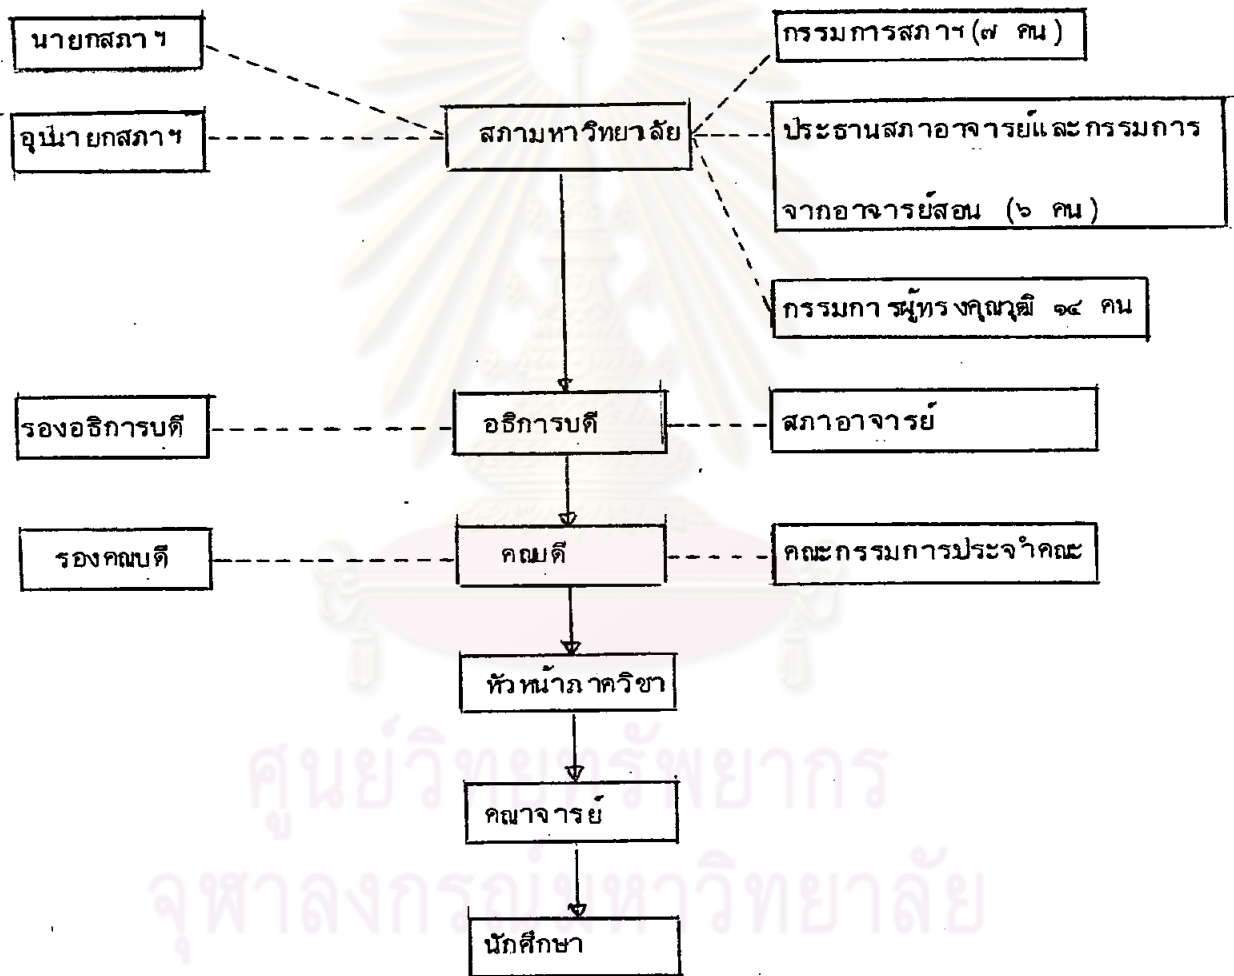 นายกสภาฯ
กรรมการสภาฯ (๗ คน)
อุปนายกสภาฯ
สภามหาวิทยาลัย
ประธานสภาอาจารย์และกรรมการ
จากอาจารย์สอน (๖ คน)
กรรมการผู้ทรงคุณวุฒิ ๑๔ คน
รองอธิการบดี
อธิการบดี
สภาอาจารย์
รองคณบดี
คณบดี
คณะกรรมการประจำคณะ
หัวหน้าภาควิชา
ศูนย์วิทยทรัพยากร
คณาจารย์
จุฬาลงกรณ์มหาวิทยาลัย
นักศึกษา